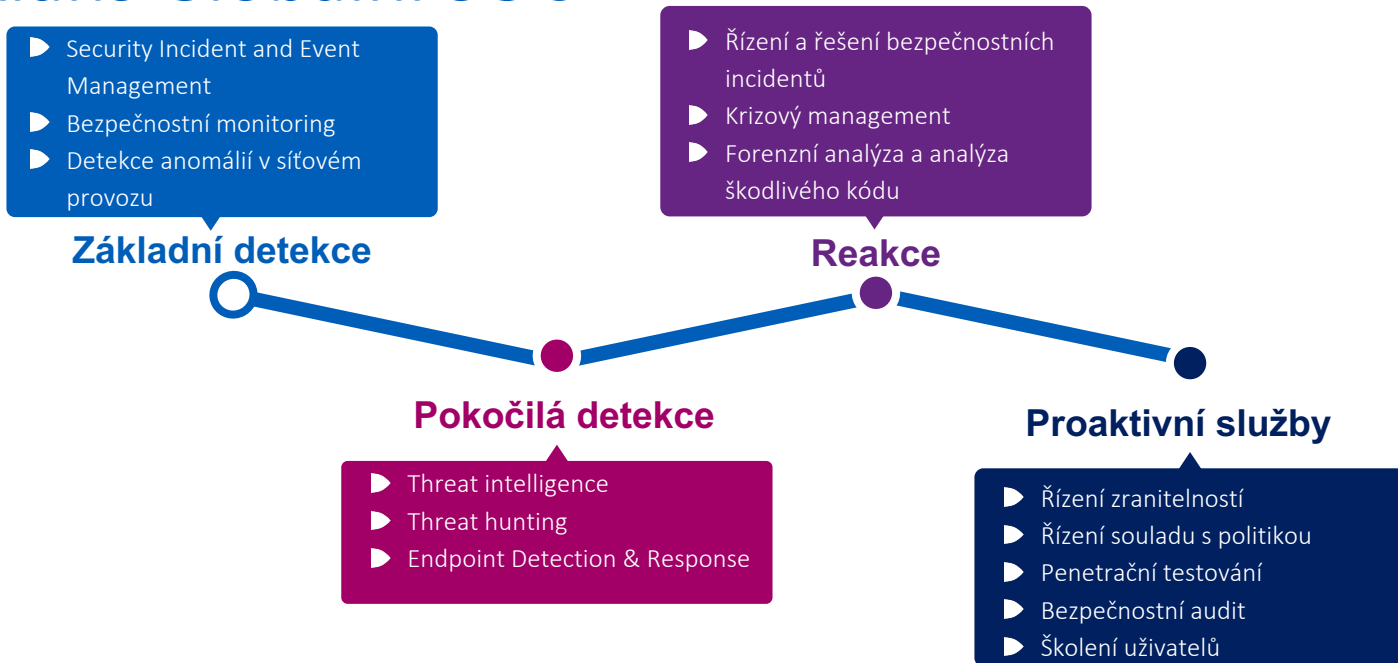 Security Incident and Event
Management
Bezpečnostní monitoring
Detekce anomálií v síťovém
provozu
Základní detekce
Řízení a řešení bezpečnostních
incidentů
Krizový management
Forenzní analýza a analýza
škodlivého kódu
Reakce
Pokočilá detekce
Threat intelligence
Threat hunting
Endpoint Detection & Response
Proaktivní služby
Řízení zranitelností
Řízení souladu s politikou
Penetrační testování
Bezpečnostní audit
Školení uživatelů